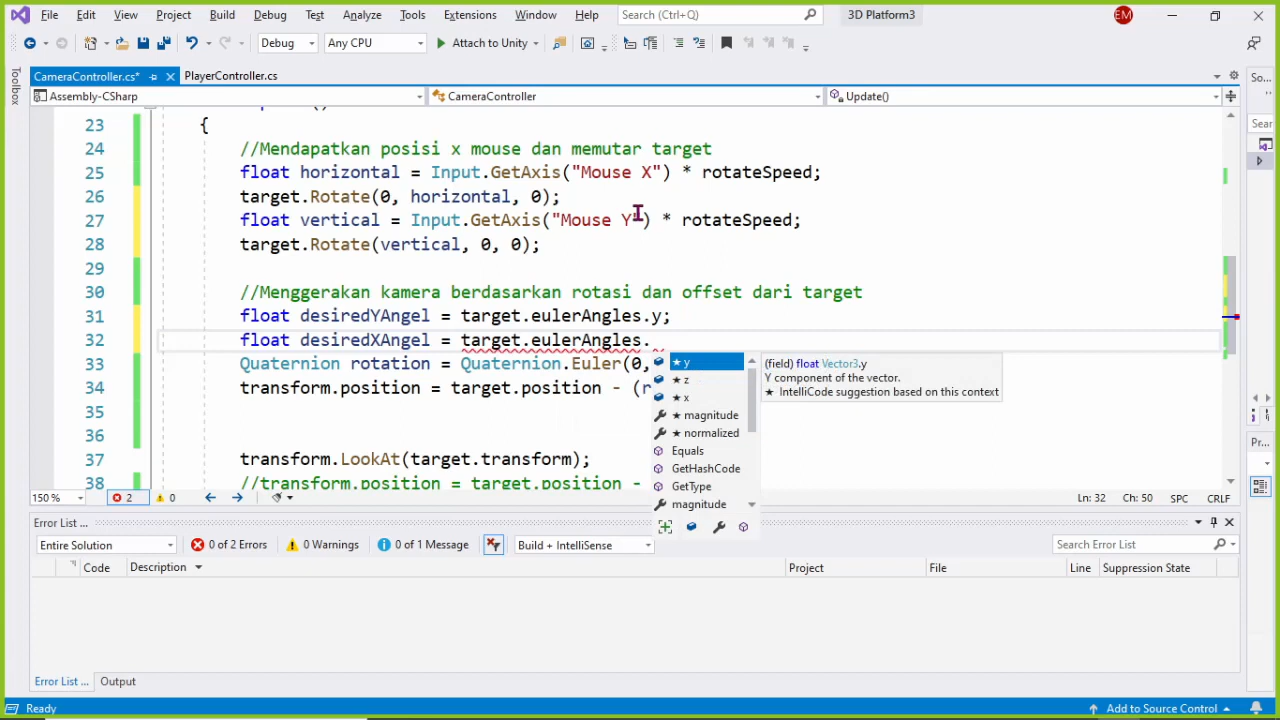 File Edit View Project Build Debug Test Analyze Tools Extensions Window Help Search (Ctrl+Q) 3D Platform3 EM
Debug Any CPU Attach to Unity
Toolbox
CameraController.cs* PlayerController.cs So...
Assembly-CSharp CameraController Update()
Sear
23 {
24 //Mendapatkan posisi x mouse dan memutar target
25 float horizontal = Input.GetAxis("Mouse X") * rotateSpeed;
26 target.Rotate(0, horizontal, 0);
27 float vertical = Input.GetAxis("Mouse Y") * rotateSpeed;
28 target.Rotate(vertical, 0, 0);
29
30 //Menggerakan kamera berdasarkan rotasi dan offset dari target
31 float desiredYAngel = target.eulerAngles.y;
32 float desiredXAngel = target.eulerAngles.
33 Quaternion rotation = Quaternion.Euler(0,
34 transform.position = target.position - (r
35
36
37 transform.LookAt(target.transform);
38 //transform.position = target.position -
★ y
★ z
★ x
★ magnitude
★ normalized
Equals
GetHashCode
GetType
magnitude
(field) float Vector3.y
Y component of the vector.
★ IntelliCode suggestion based on this context
Pr...
150 % 2 0 Ln: 32 Ch: 50 SPC CRLF
Error List ...
Entire Solution 0 of 2 Errors 0 Warnings 0 of 1 Message Build + IntelliSense Search Error List
Code Description Project File Line Suppression State
Error List ... Output
Ready Add to Source Control